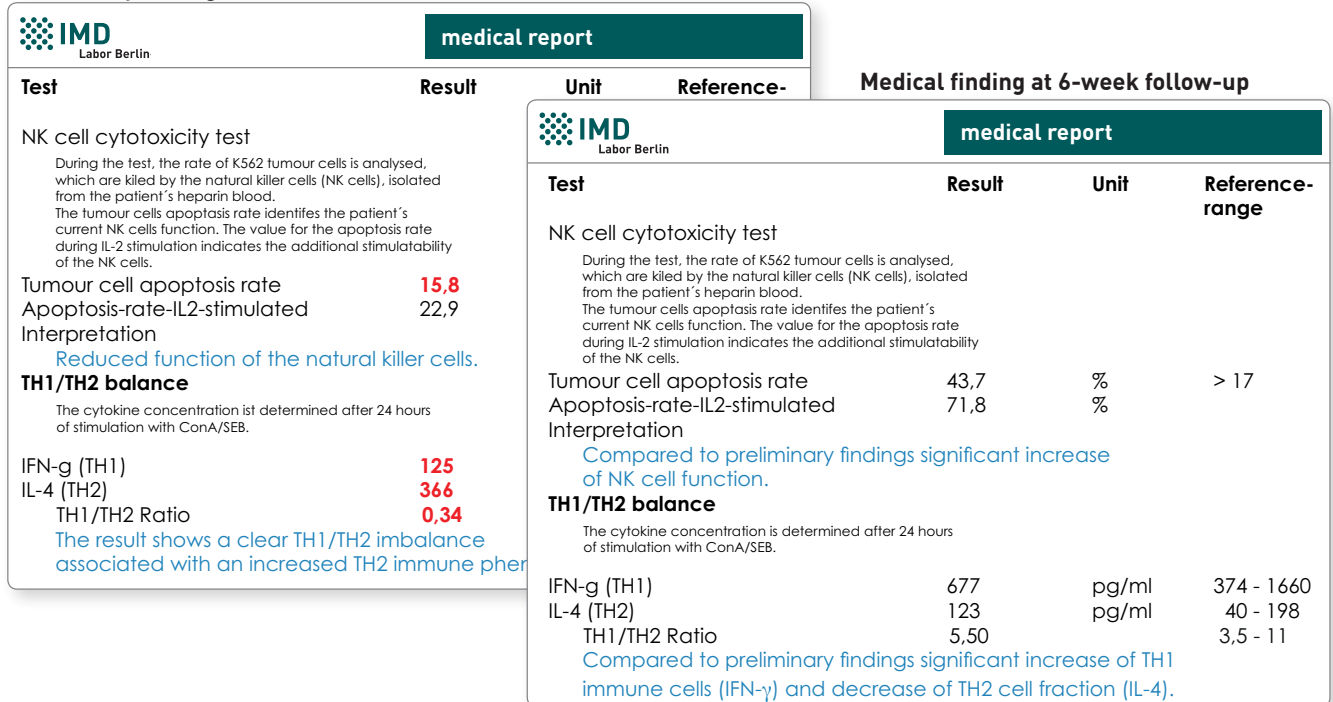 IMD
Labor Berlin
medical report
Test Result Unit Reference-
NK cell cytotoxicity test
During the test, the rate of K562 tumour cells is analysed,
which are kiled by the natural killer cells (NK cells), isolated
from the patient´s heparin blood.
The tumour cells apoptasis rate identifes the patient´s
current NK cells function. The value for the apoptosis rate
during IL-2 stimulation indicates the additional stimulatability
of the NK cells.
Tumour cell apoptosis rate 15,8
Apoptosis-rate-IL2-stimulated 22,9
Interpretation
Reduced function of the natural killer cells.
TH1/TH2 balance
The cytokine concentration ist determined after 24 hours
of stimulation with ConA/SEB.
IFN-g (TH1) 125
IL-4 (TH2) 366
TH1/TH2 Ratio 0,34
The result shows a clear TH1/TH2 imbalance
associated with an increased TH2 immune
Medical finding at 6-week follow-up
IMD
Labor Berlin
medical report
Test Result Unit Reference-
range
NK cell cytotoxicity test
During the test, the rate of K562 tumour cells is analysed,
which are kiled by the natural killer cells (NK cells), isolated
from the patient´s heparin blood.
The tumour cells apoptasis rate identifes the patient´s
current NK cells function. The value for the apoptosis rate
during IL-2 stimulation indicates the additional stimulatability
of the NK cells.
Tumour cell apoptosis rate 43,7 % > 17
Apoptosis-rate-IL2-stimulated 71,8 %
Interpretation
Compared to preliminary findings significant increase
of NK cell function.
TH1/TH2 balance
The cytokine concentration is determined after 24 hours
of stimulation with ConA/SEB.
IFN-g (TH1) 677 pg/ml 374 - 1660
IL-4 (TH2) 123 pg/ml 40 - 198
TH1/TH2 Ratio 5,50 3,5 - 11
Compared to preliminary findings significant increase of TH1
immune cells (IFN-γ) and decrease of TH2 cell fraction (IL-4).